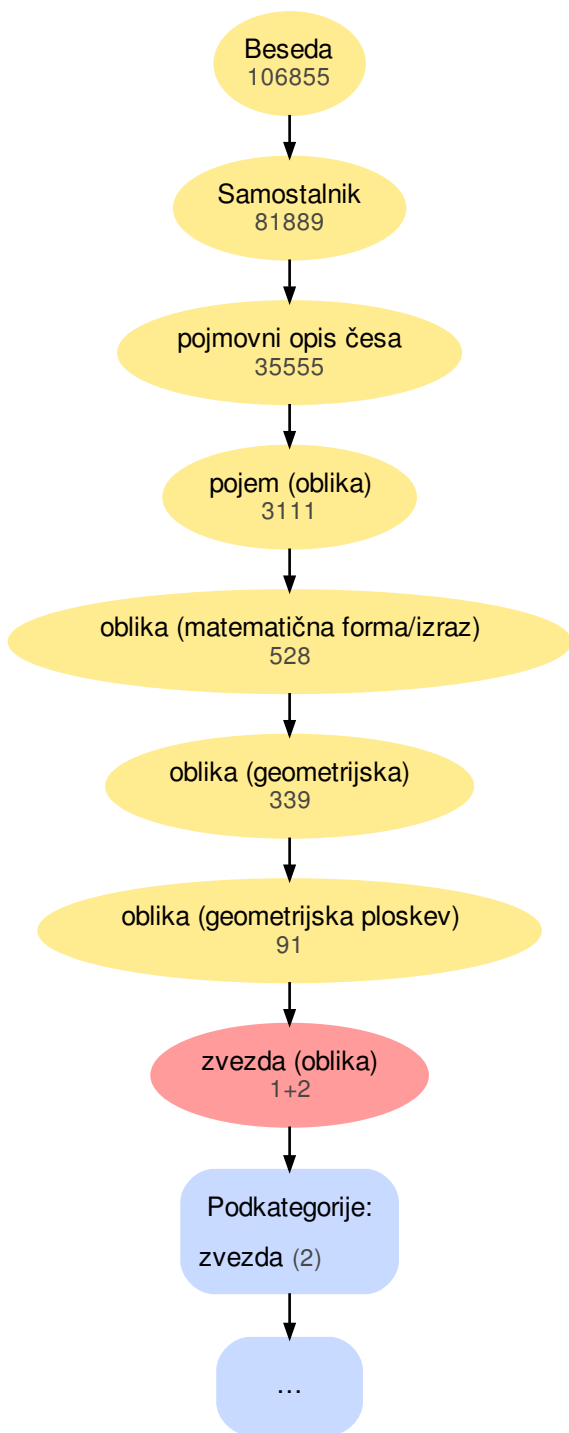 Beseda
106855
Samostalnik
81889
pojmovni opis česa
35555
pojem (oblika)
3111
oblika (matematična forma/izraz)
528
oblika (geometrijska)
339
oblika (geometrijska ploskev)
91
zvezda (oblika)
1+2
Podkategorije:
zvezda (2)
...